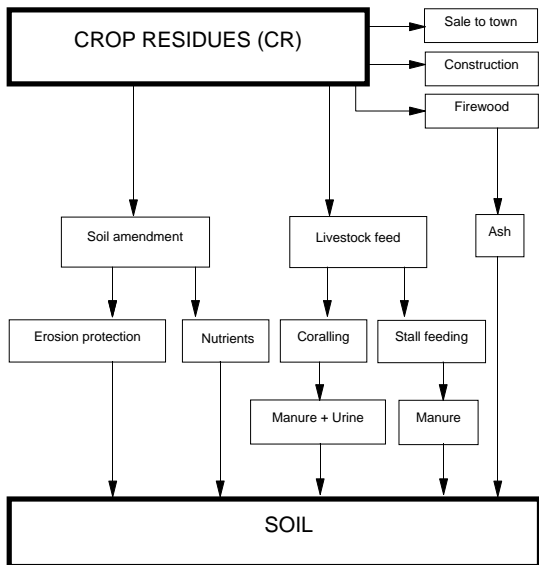 CROP RESIDUES (CR)
Sale to town
Construction
Firewood
Soil amendment
Livestock feed
Ash
Erosion protection
Nutrients
Coralling
Stall feeding
Manure + Urine
Manure
SOIL